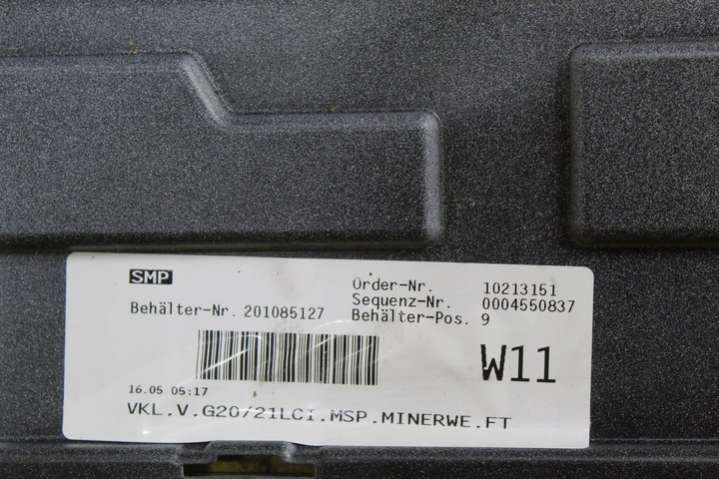 SMP
Order-Nr. 10213151
Sequenz-Nr. 0004550837
Behälter-Nr. 201085127 Behälter-Pos. 9
W11
16.05 05:17
VKL.V.G20/21LCI.MSP.MINERWE.FT